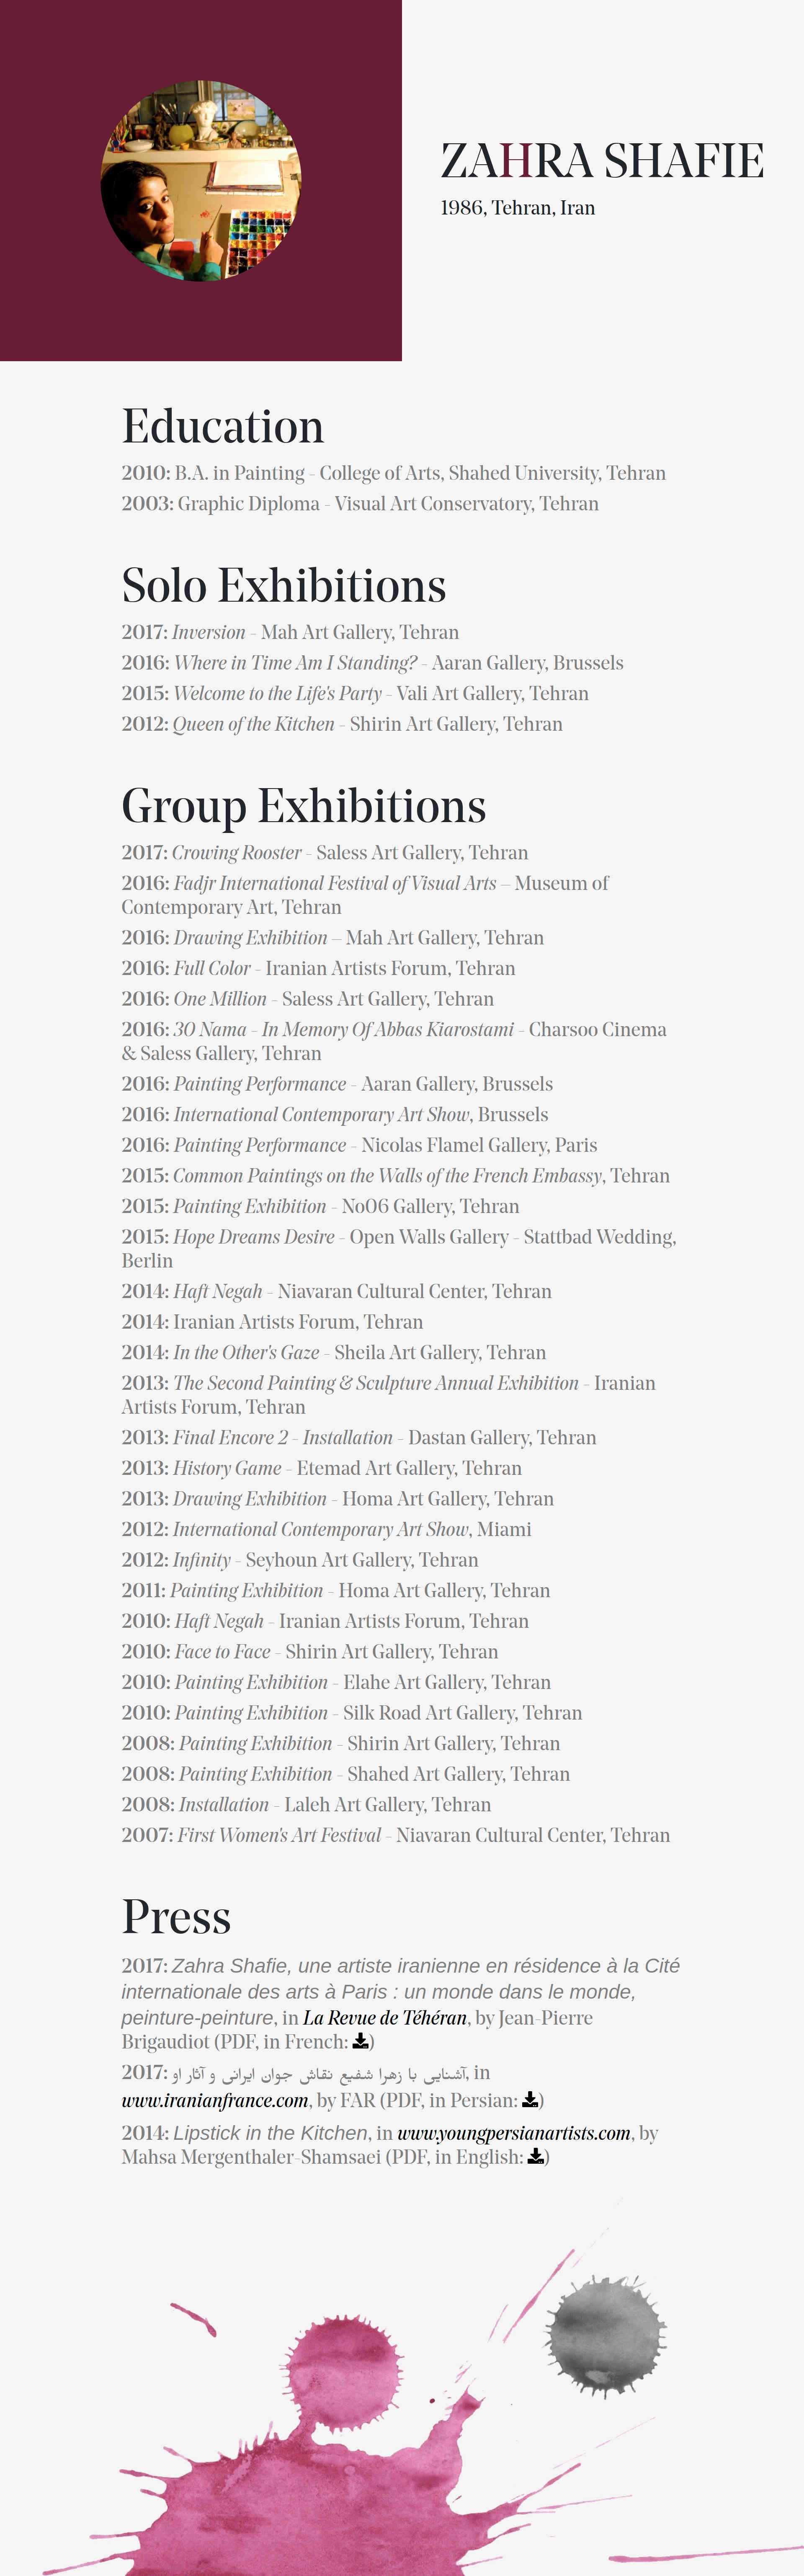 ZAHRA SHAFIE
1986, Tehran, Iran
Education
2010: B.A. in Painting - College of Arts, Shahed University, Tehran
2003: Graphic Diploma - Visual Art Conservatory, Tehran
Solo Exhibitions
2017: Inversion - Mah Art Gallery, Tehran
2016: Where in Time Am I Standing? - Aaran Gallery, Brussels
2015: Welcome to the Life's Party - Vali Art Gallery, Tehran
2012: Queen of the Kitchen - Shirin Art Gallery, Tehran
Group Exhibitions
2017: Crowing Rooster - Saless Art Gallery, Tehran
2016: Fadjr International Festival of Visual Arts – Museum of
Contemporary Art, Tehran
2016: Drawing Exhibition – Mah Art Gallery, Tehran
2016: Full Color - Iranian Artists Forum, Tehran
2016: One Million - Saless Art Gallery, Tehran
2016: 30 Nama - In Memory Of Abbas Kiarostami - Charsoo Cinema
& Saless Gallery, Tehran
2016: Painting Performance - Aaran Gallery, Brussels
2016: International Contemporary Art Show, Brussels
2016: Painting Performance - Nicolas Flamel Gallery, Paris
2015: Common Paintings on the Walls of the French Embassy, Tehran
2015: Painting Exhibition - No06 Gallery, Tehran
2015: Hope Dreams Desire - Open Walls Gallery - Stattbad Wedding,
Berlin
2014: Haft Negah - Niavaran Cultural Center, Tehran
2014: Iranian Artists Forum, Tehran
2014: In the Other's Gaze - Sheila Art Gallery, Tehran
2013: The Second Painting & Sculpture Annual Exhibition - Iranian
Artists Forum, Tehran
2013: Final Encore 2 - Installation - Dastan Gallery, Tehran
2013: History Game - Etemad Art Gallery, Tehran
2013: Drawing Exhibition - Homa Art Gallery, Tehran
2012: International Contemporary Art Show, Miami
2012: Infinity - Seyhoun Art Gallery, Tehran
2011: Painting Exhibition - Homa Art Gallery, Tehran
2010: Haft Negah - Iranian Artists Forum, Tehran
2010: Face to Face - Shirin Art Gallery, Tehran
2010: Painting Exhibition - Elahe Art Gallery, Tehran
2010: Painting Exhibition - Silk Road Art Gallery, Tehran
2008: Painting Exhibition - Shirin Art Gallery, Tehran
2008: Painting Exhibition - Shahed Art Gallery, Tehran
2008: Installation - Laleh Art Gallery, Tehran
2007: First Women's Art Festival - Niavaran Cultural Center, Tehran
Press
2017: Zahra Shafie, une artiste iranienne en résidence à la Cité
internationale des arts à Paris : un monde dans le monde,
peinture-peinture, in La Revue de Téhéran, by Jean-Pierre
Brigaudiot (PDF, in French: )
2017: آشنایی با زهرا شفیع نقاش جوان ایرانی و آثار او, in
www.iranianfrance.com, by FAR (PDF, in Persian: )
2014: Lipstick in the Kitchen, in www.youngpersianartists.com, by
Mahsa Mergenthaler-Shamsaei (PDF, in English: )